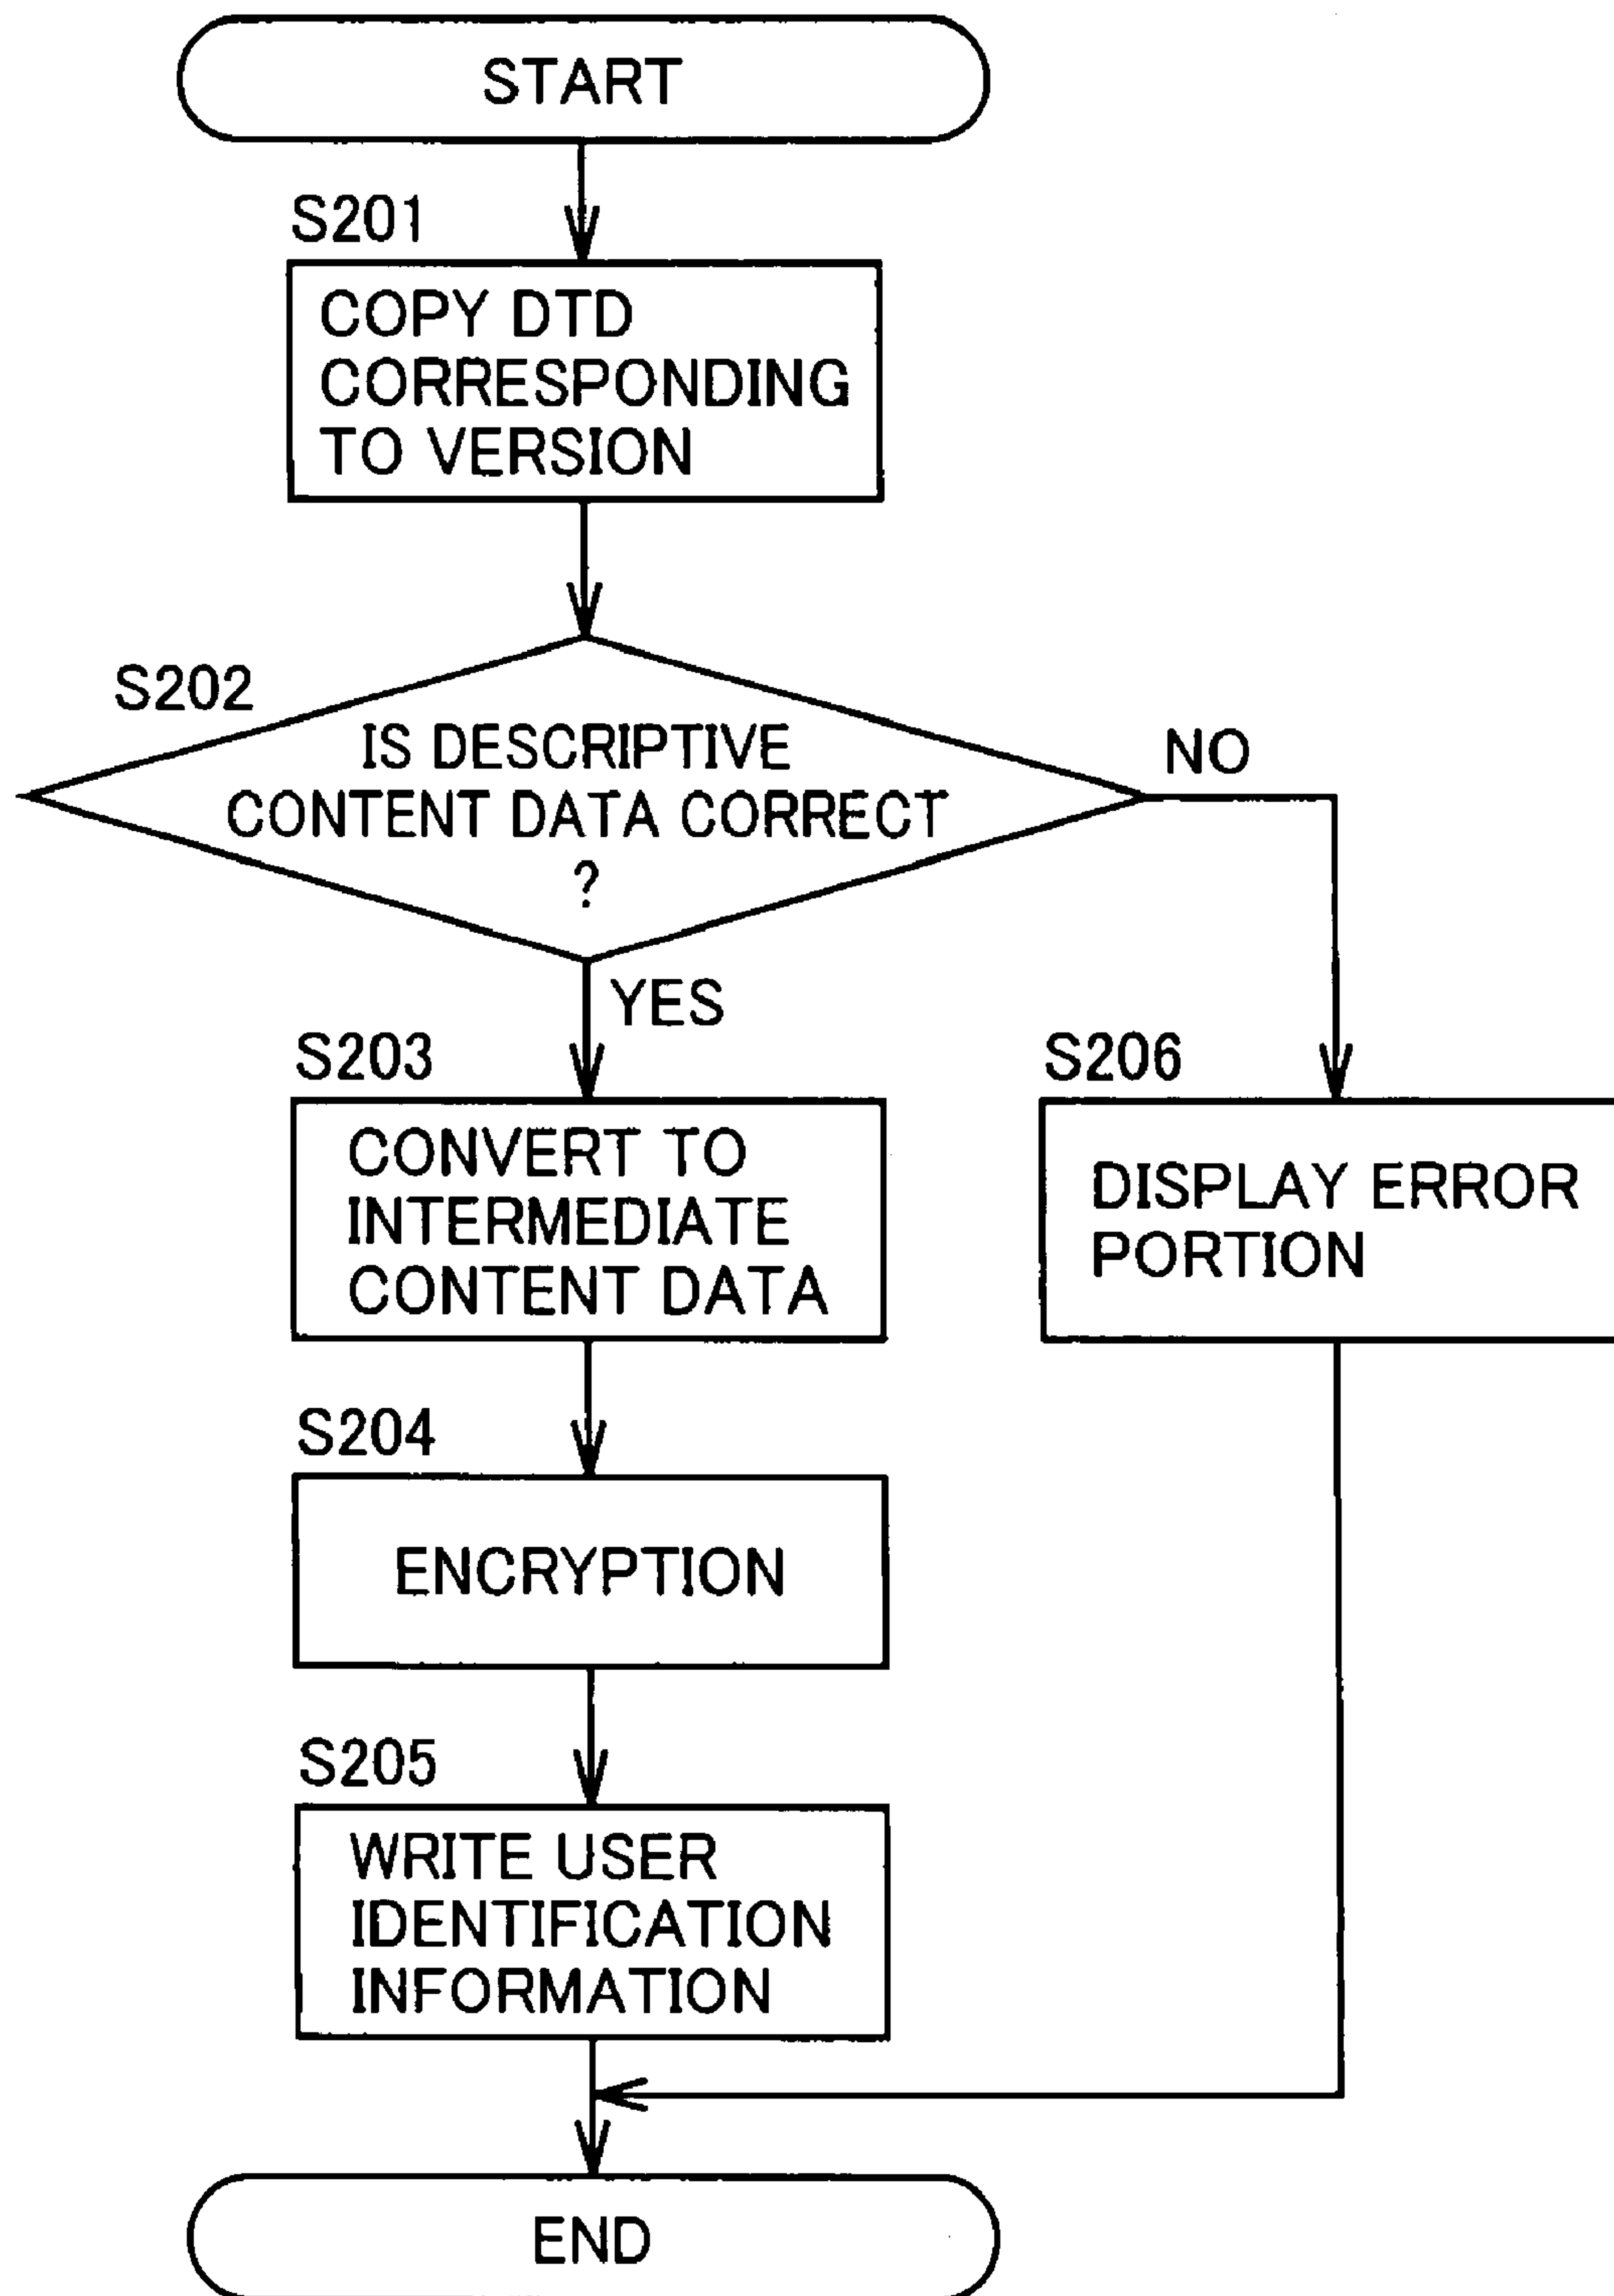 START
S201
COPY DTD
CORRESPONDING
TO VERSION
S202
IS DESCRIPTIVE
CONTENT DATA CORRECT
?
NO
YES
S203
CONVERT TO
INTERMEDIATE
CONTENT DATA
S206
DISPLAY ERROR
PORTION
S204
ENCRYPTION
S205
WRITE USER
IDENTIFICATION
INFORMATION
END